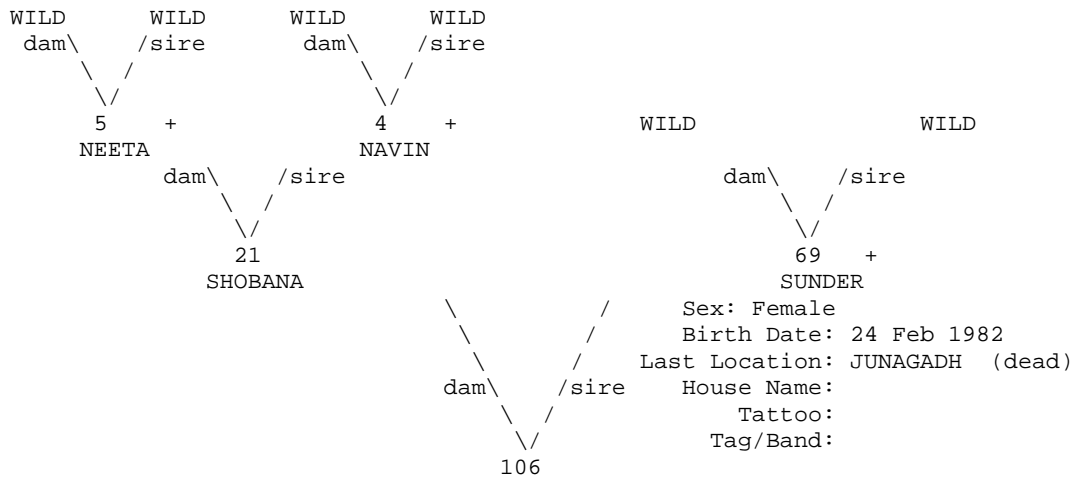 WILD WILD WILD WILD
dam\ /sire dam\ /sire
\ / \ /
\/ \/
5 + 4 + WILD WILD
NEETA NAVIN
dam\ /sire dam\ /sire
\ / \ /
\/ \/
21 69 +
SHOBANA SUNDER
\ / Sex: Female
\ / Birth Date: 24 Feb 1982
\ / Last Location: JUNAGADH (dead)
dam\ /sire House Name:
\ / Tattoo:
\/ Tag/Band:
106